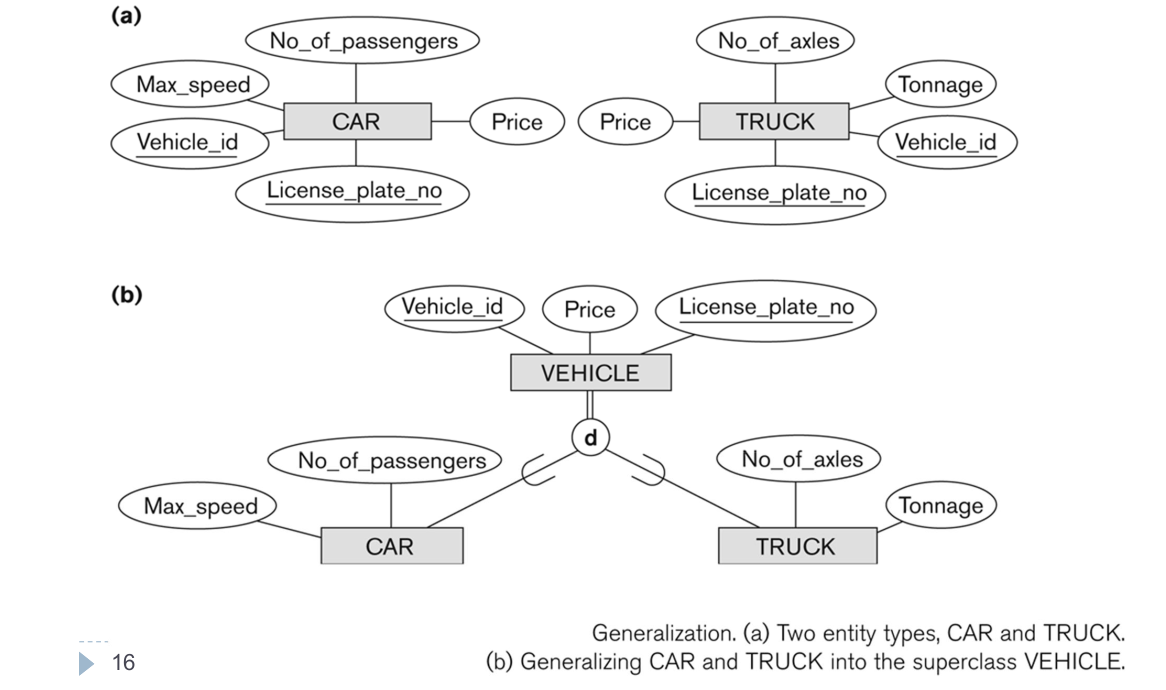 (a)
No_of_passengers
No_of_axles
Max_speed
Tonnage
CAR
Price
Price
TRUCK
Vehicle_id
Vehicle_id
License_plate_no
License_plate_no
(b)
Vehicle_id
Price
License_plate_no
VEHICLE
d
No_of_passengers
No_of_axles
Max_speed
Tonnage
CAR
TRUCK
Generalization. (a) Two entity types, CAR and TRUCK.
16
(b) Generalizing CAR and TRUCK into the superclass VEHICLE.